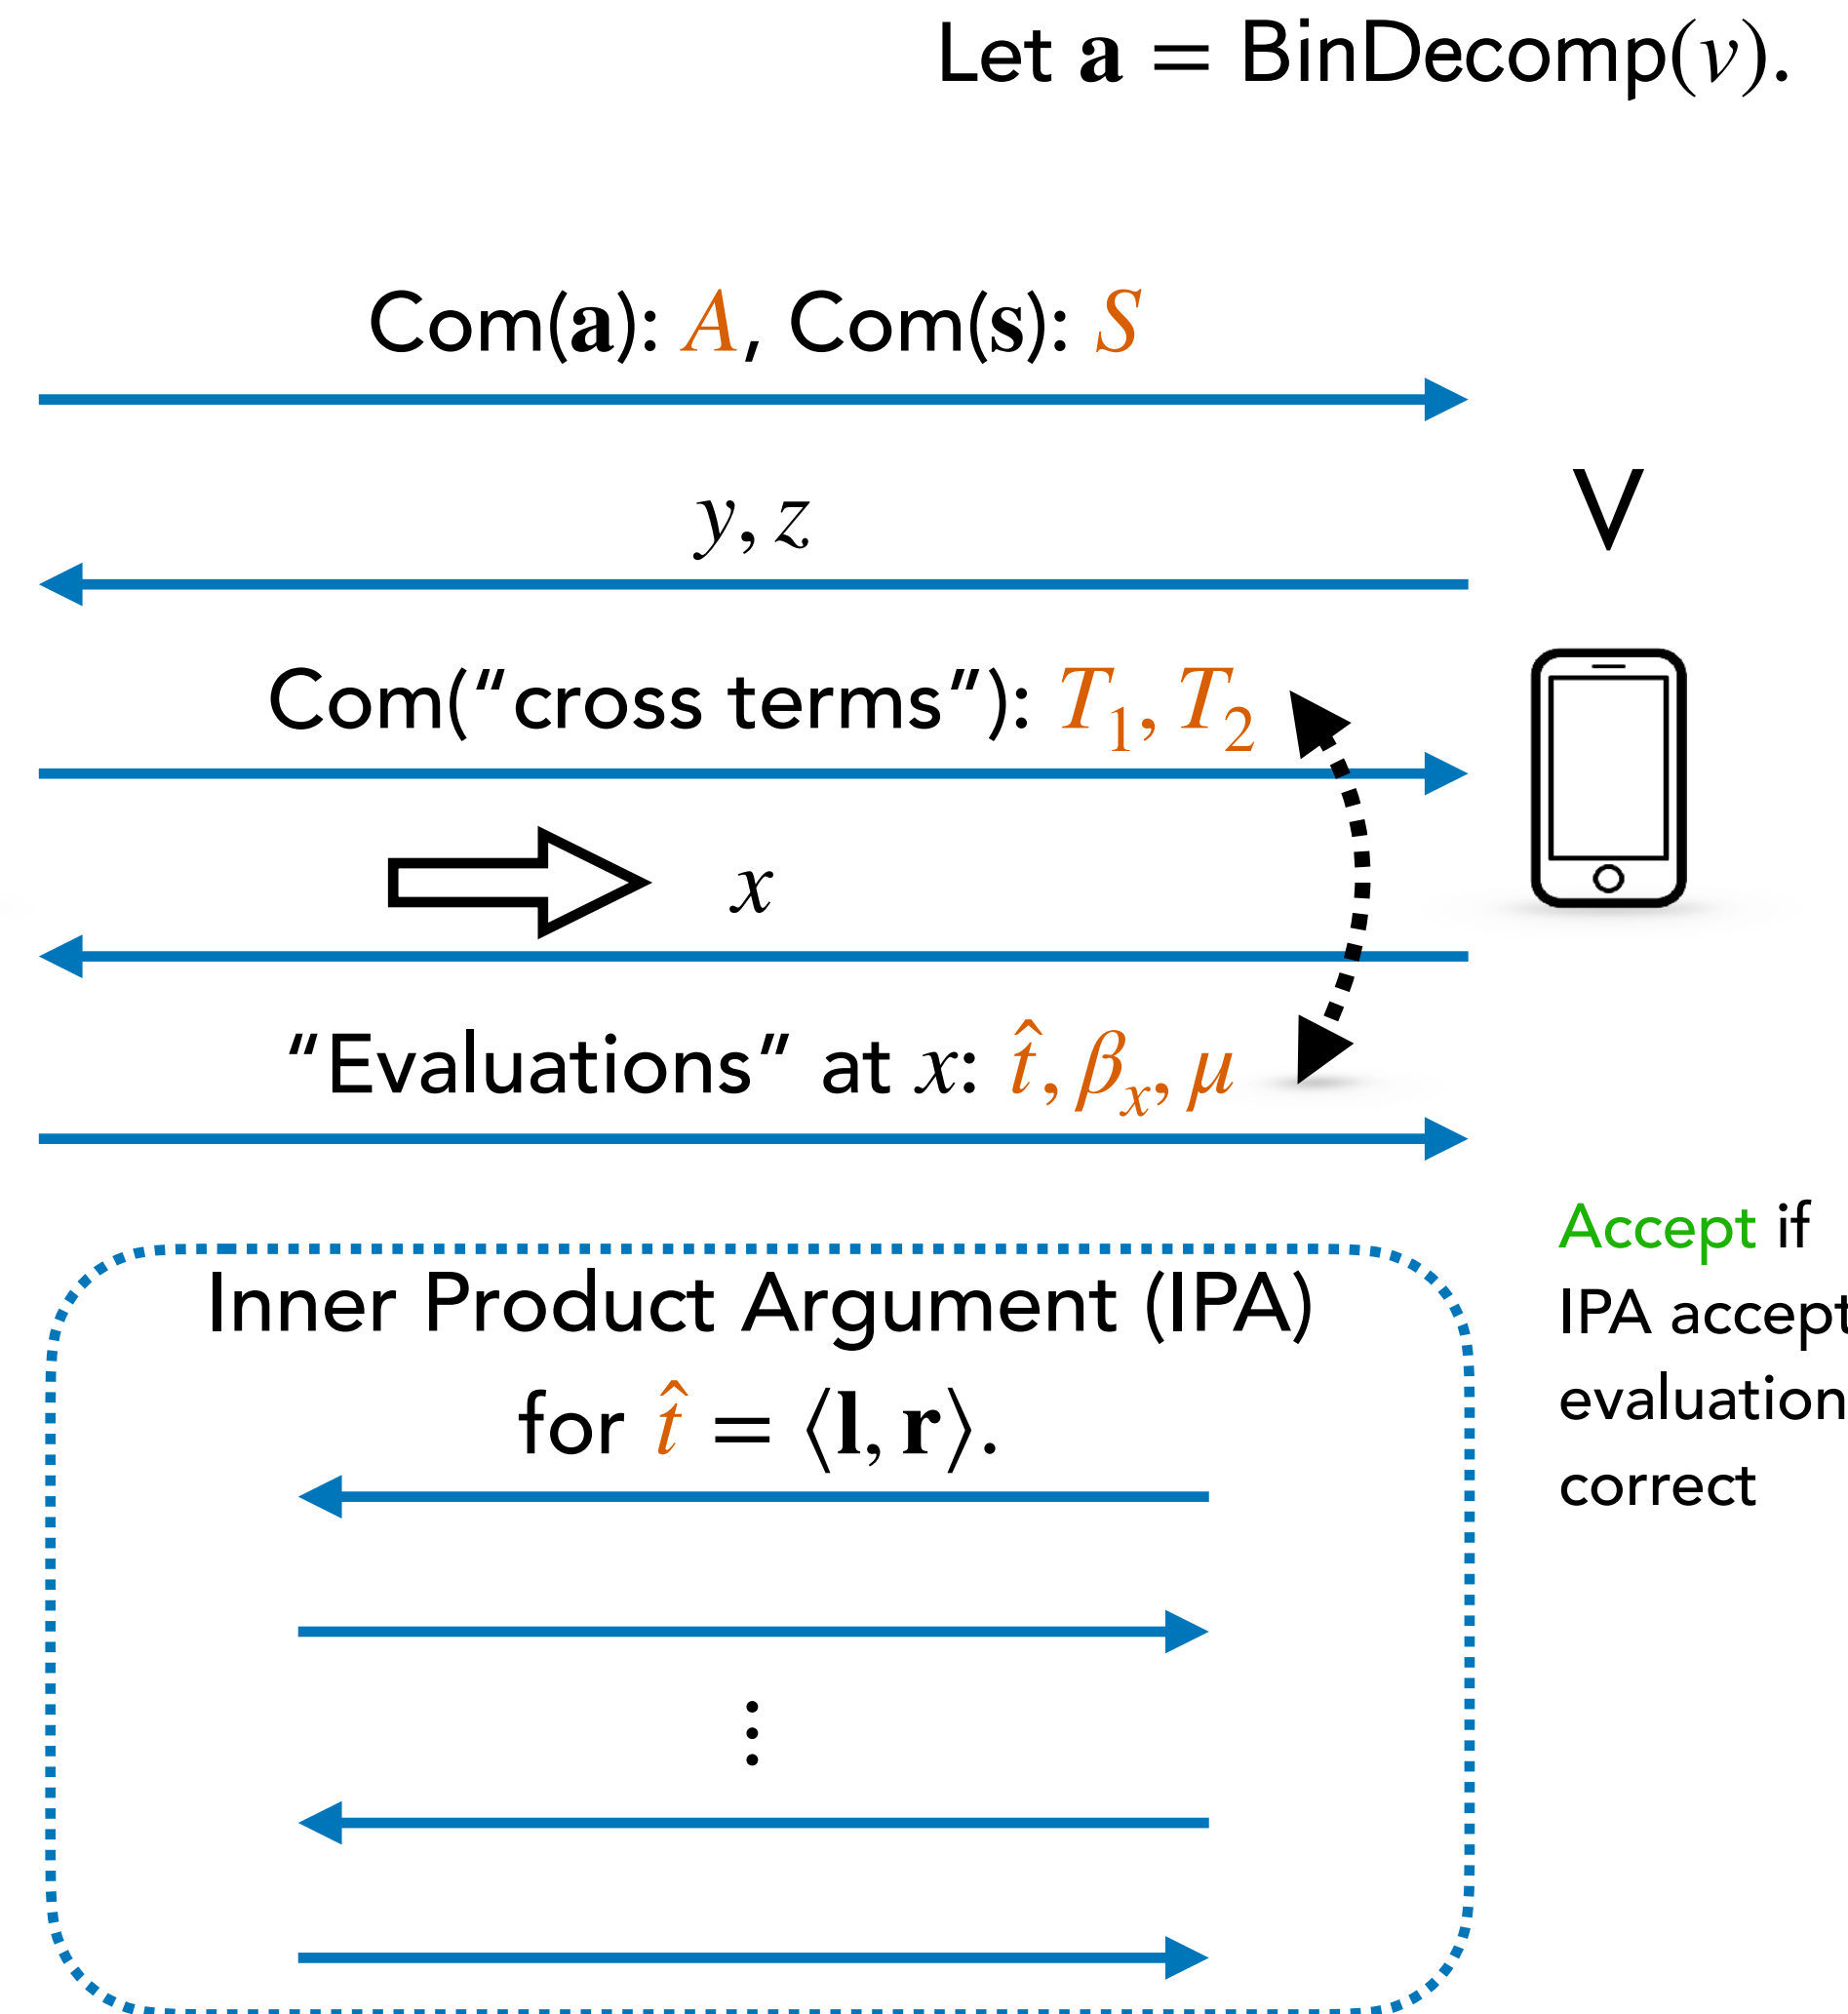 Let a = BinDecomp(v).
Com(a): A, Com(s): S
y, z
V
Com("cross terms"): T₁, T₂
x
"Evaluations" at x: t̂, βₓ, μ
Accept if
IPA accept
evaluation
correct
Inner Product Argument (IPA)
for t̂ = ⟨l, r⟩.
⋮